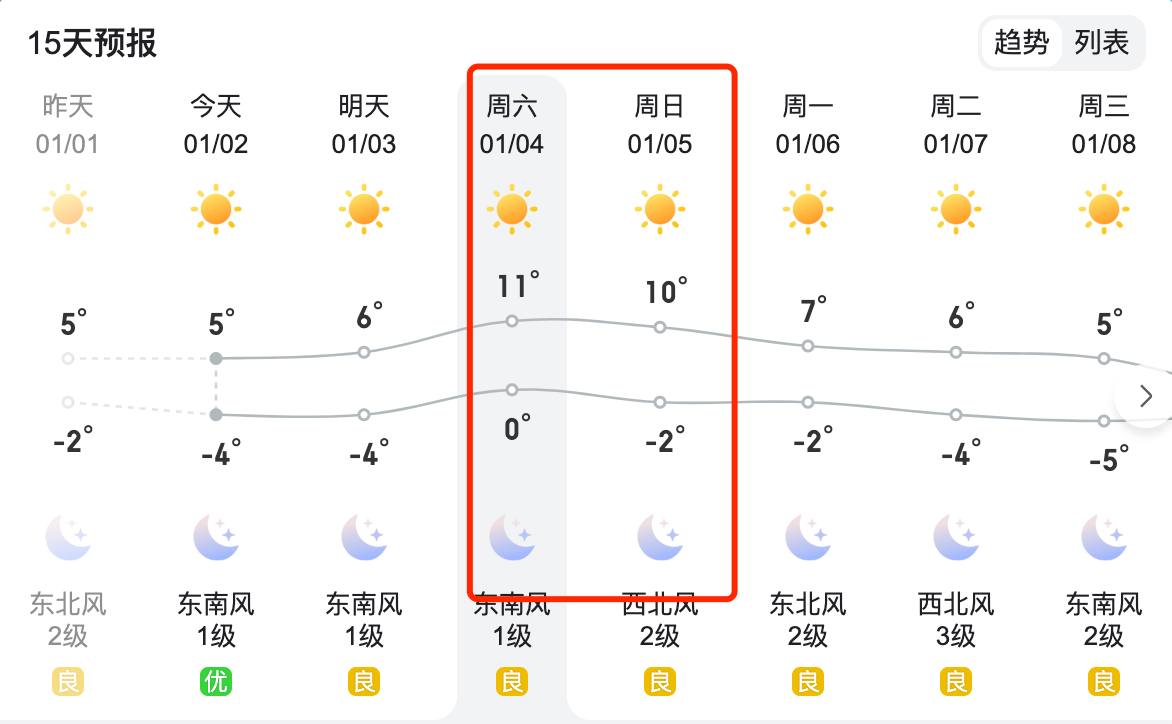 15天预报
趋势 列表
昨天 今天 明天 周六 周日 周一 周二 周三
01/01 01/02 01/03 01/04 01/05 01/06 01/07 01/08
5° 5° 6° 11° 10° 7° 6° 5°
-2° -4° -4° 0° -2° -2° -4° -5°
东北风 东南风 东南风 东南风 西北风 东北风 西北风 东南风
2级 1级 1级 1级 2级 2级 3级 2级
良 优 良 良 良 良 良 良